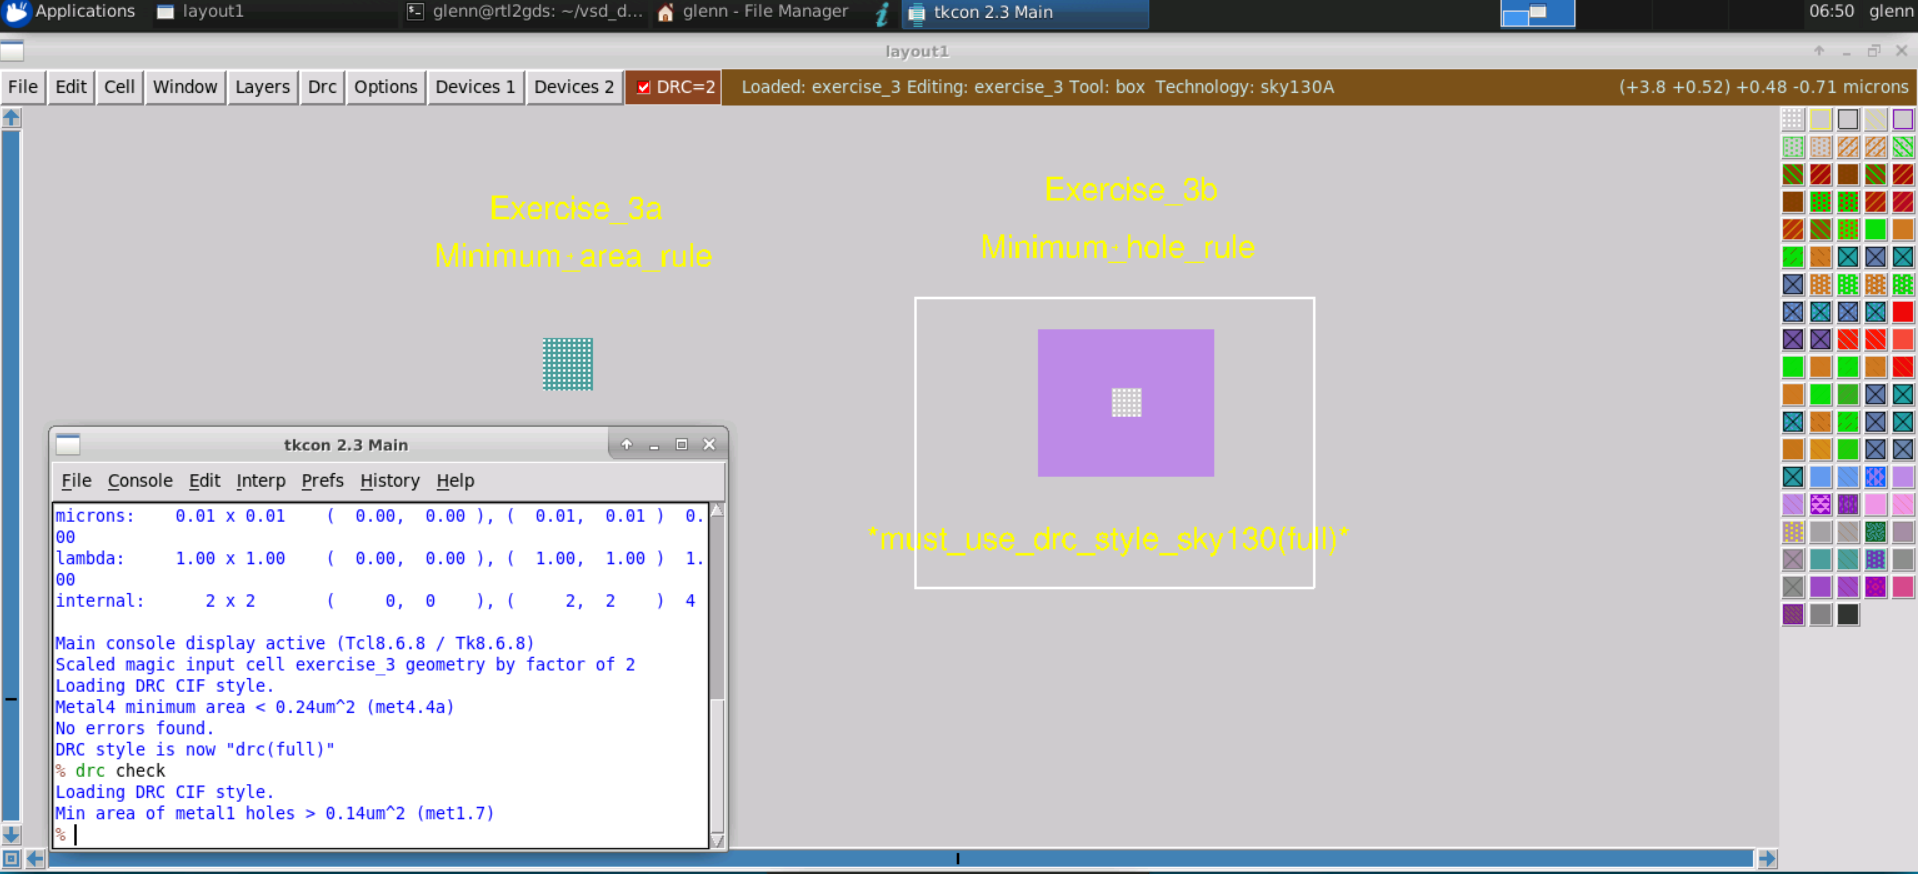 Applications layout1 glenn@rtl2gds: ~/vsd_d... glenn - File Manager tkcon 2.3 Main 06:50 glenn
layout1
File Edit Cell Window Layers Drc Options Devices 1 Devices 2 DRC=2 Loaded: exercise_3 Editing: exercise_3 Tool: box Technology: sky130A (+3.8 +0.52) +0.48 -0.71 microns
Exercise_3a
Minimum_area_rule
Exercise_3b
Minimum_hole_rule
*must_use_drc_style_sky130(full)*
tkcon 2.3 Main
File Console Edit Interp Prefs History Help
microns: 0.01 x 0.01 ( 0.00, 0.00 ), ( 0.01, 0.01 ) 0.
00
lambda: 1.00 x 1.00 ( 0.00, 0.00 ), ( 1.00, 1.00 ) 1.
00
internal: 2 x 2 ( 0, 0 ), ( 2, 2 ) 4
Main console display active (Tcl8.6.8 / Tk8.6.8)
Scaled magic input cell exercise_3 geometry by factor of 2
Loading DRC CIF style.
Metal4 minimum area < 0.24um^2 (met4.4a)
No errors found.
DRC style is now "drc(full)"
% drc check
Loading DRC CIF style.
Min area of metal1 holes > 0.14um^2 (met1.7)
%